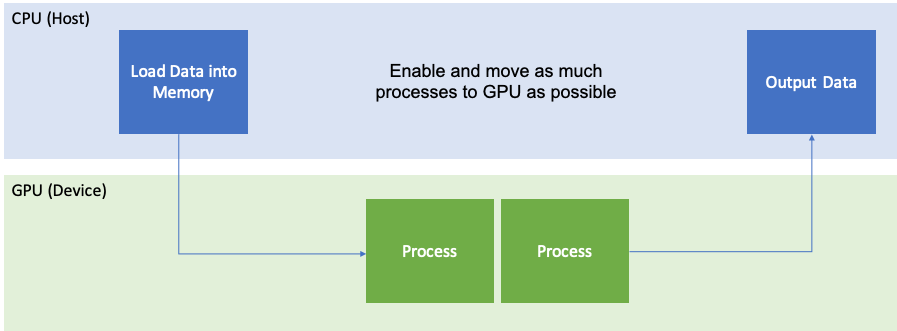 CPU (Host)
Load Data into
Memory
Enable and move as much
processes to GPU as possible
Output Data
GPU (Device)
Process
Process